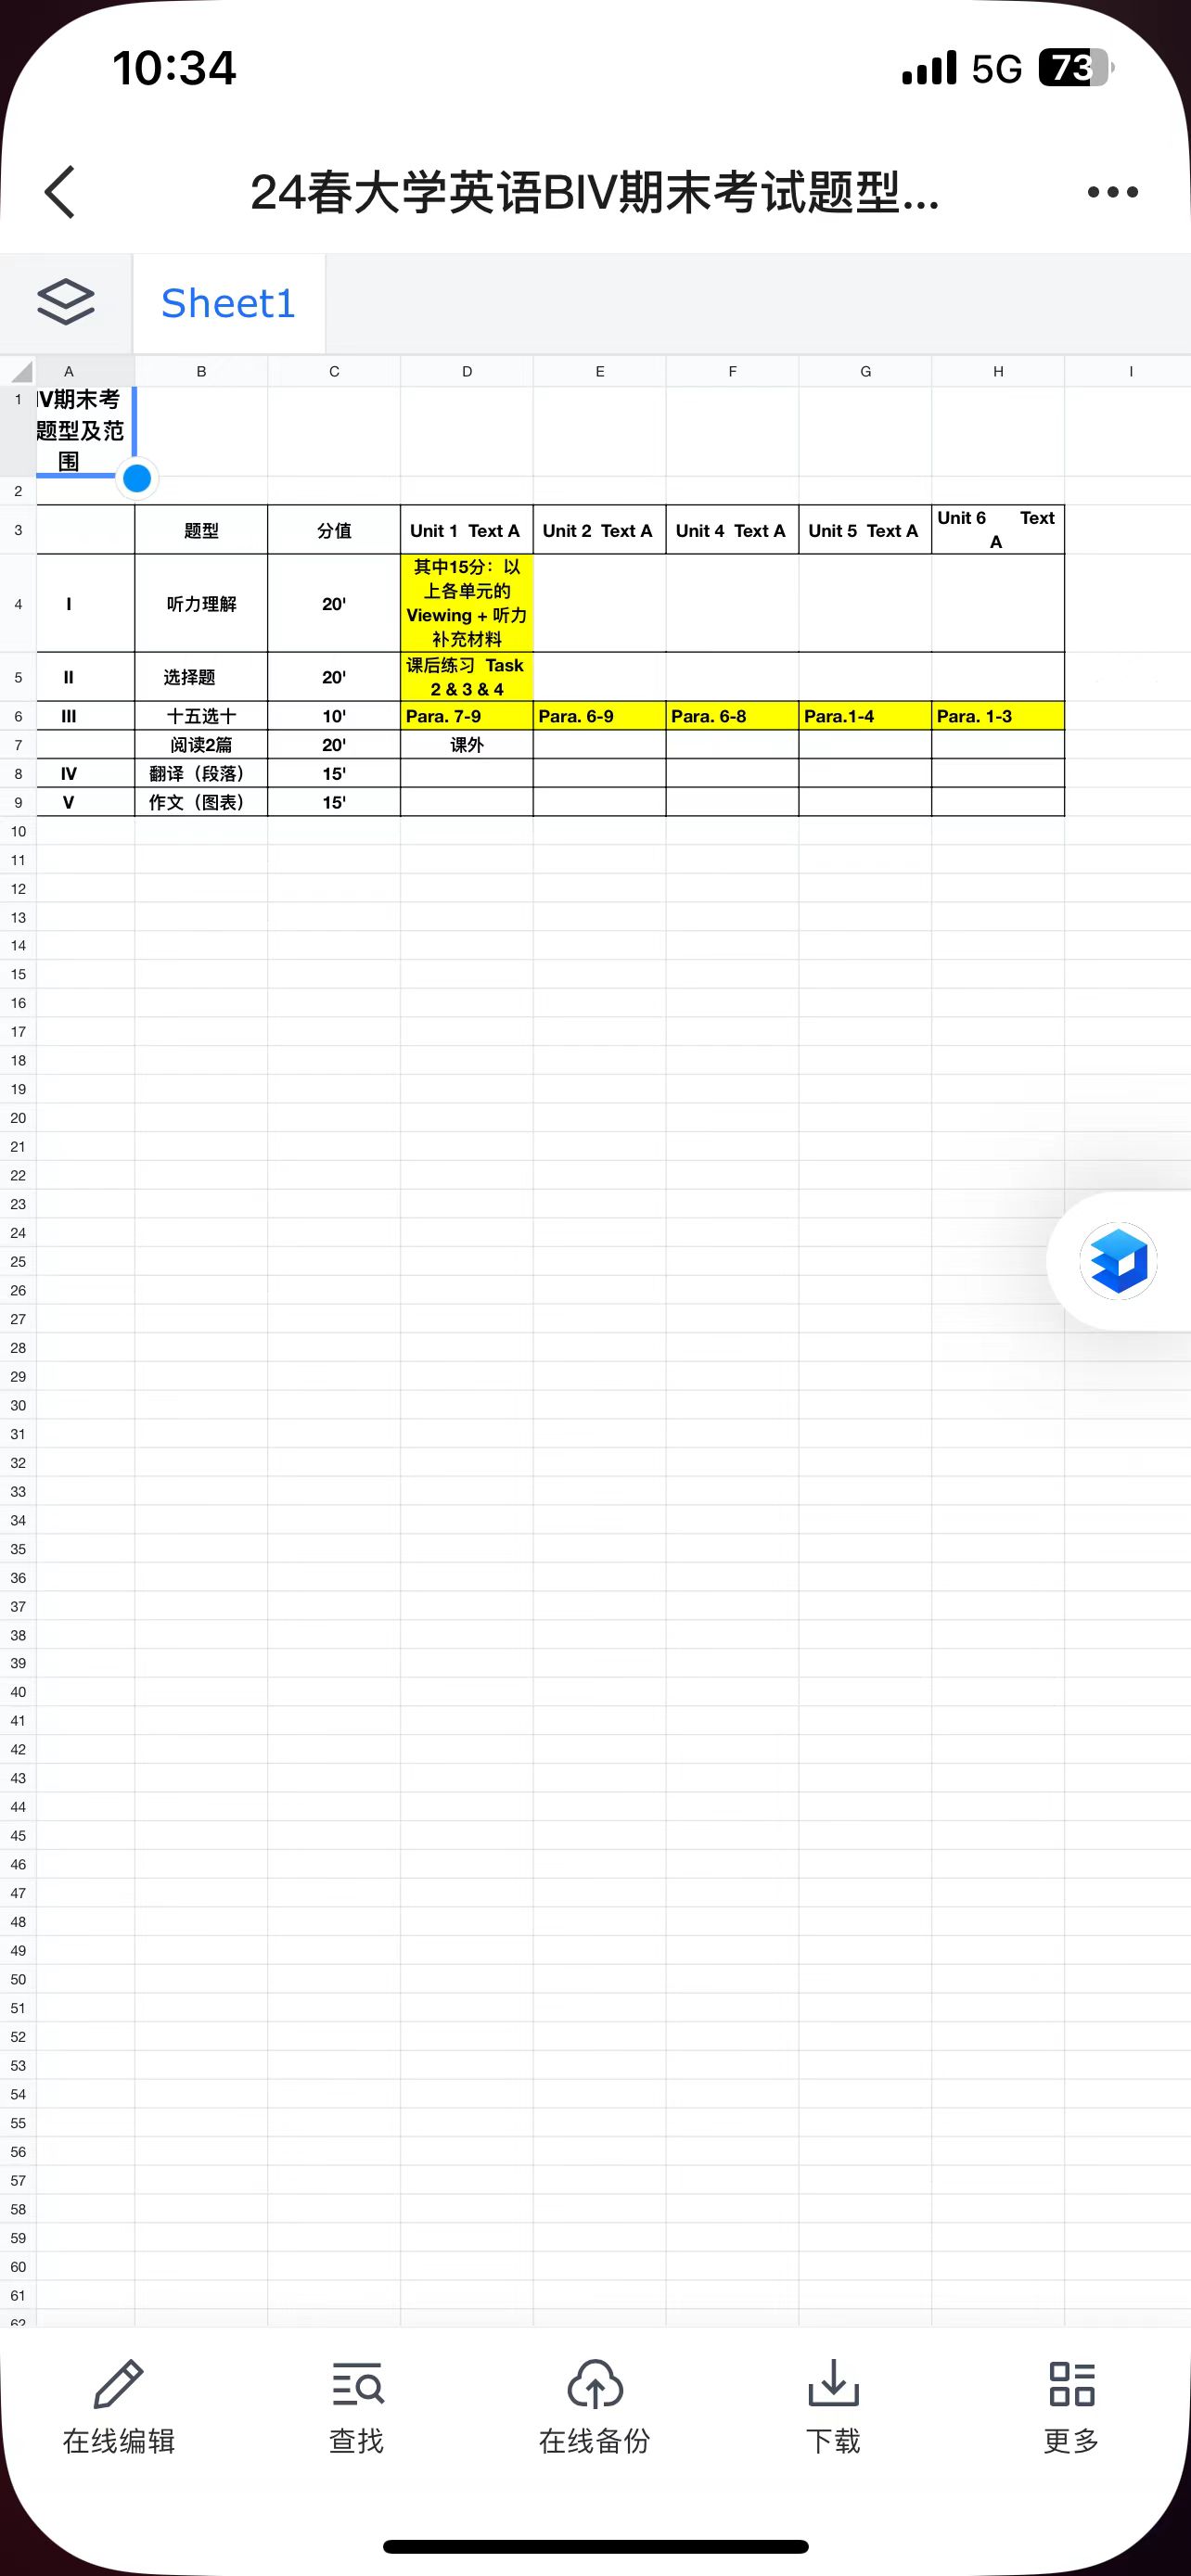 10:34
5G 73
24春大学英语BIV期末考试题型...
Sheet1
A B C D E F G H I
1 IV期末考
题型及范
围
2
3 题型 分值 Unit 1 Text A Unit 2 Text A Unit 4 Text A Unit 5 Text A Unit 6 Text
A
4 I 听力理解 20' 其中15分：以
上各单元的
Viewing + 听力
补充材料
5 II 选择题 20' 课后练习 Task
2 & 3 & 4
6 III 十五选十 10' Para. 7-9 Para. 6-9 Para. 6-8 Para.1-4 Para. 1-3
7 阅读2篇 20' 课外
8 IV 翻译（段落） 15'
9 V 作文（图表） 15'
10
11
12
13
14
15
16
17
18
19
20
21
22
23
24
25
26
27
28
29
30
31
32
33
34
35
36
37
38
39
40
41
42
43
44
45
46
47
48
49
50
51
52
53
54
55
56
57
58
59
60
61
62
在线编辑 查找 在线备份 下载 更多